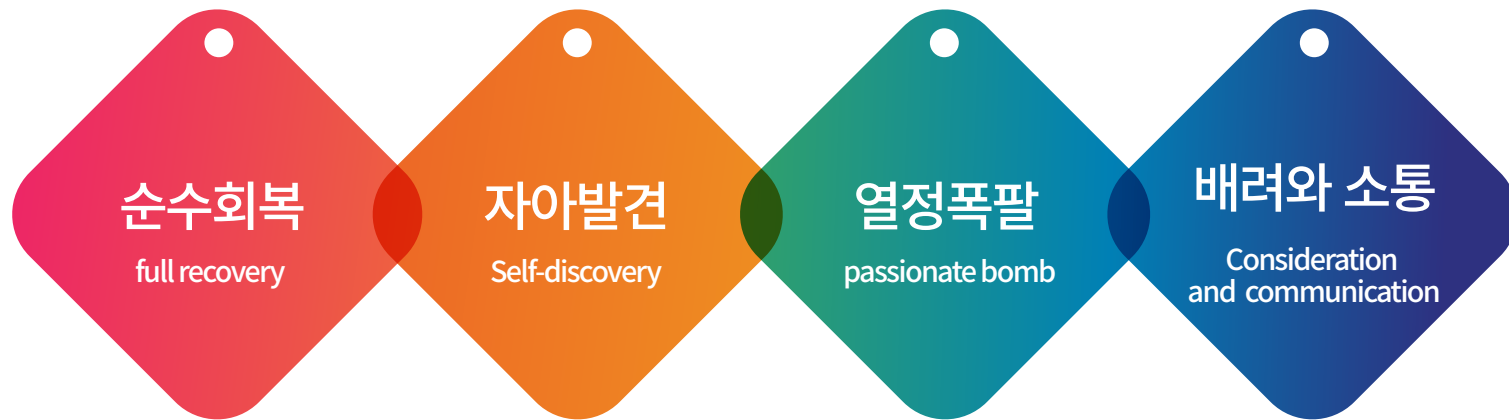 순수회복
full recovery
자아발견
Self-discovery
열정폭팔
passionate bomb
배려와 소통
Consideration
and communication